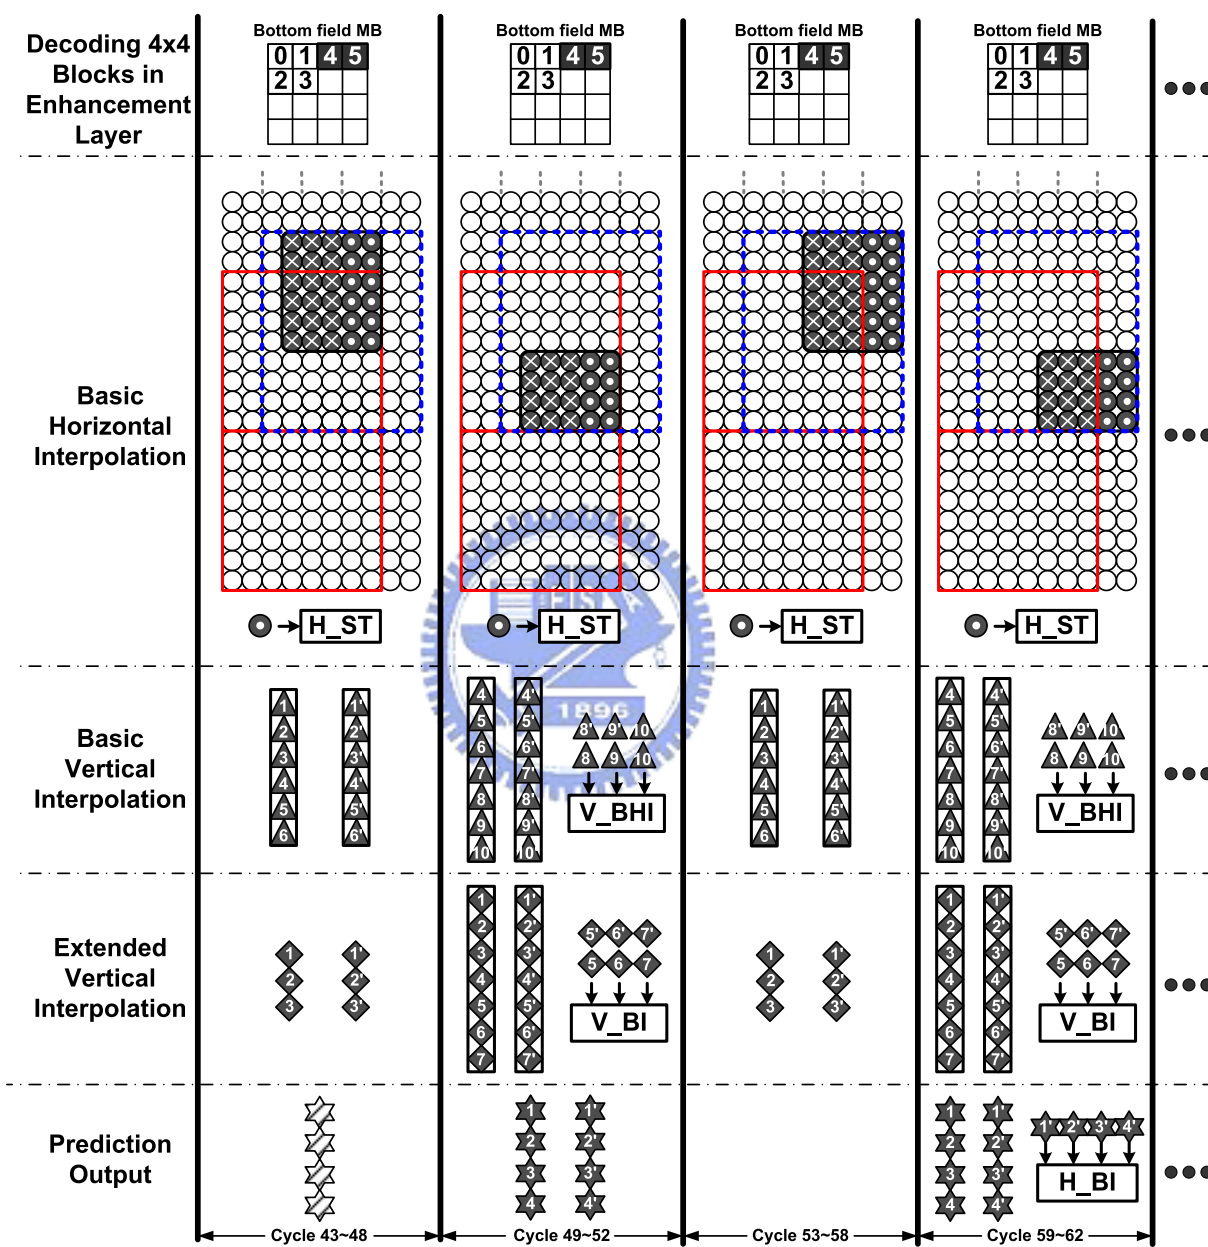 Decoding 4x4
Blocks in
Enhancement
Layer
Bottom field MB
0 1 4 5
2 3
Bottom field MB
0 1 4 5
2 3
Bottom field MB
0 1 4 5
2 3
Bottom field MB
0 1 4 5
2 3
Basic
Horizontal
Interpolation
H_ST
H_ST
H_ST
H_ST
Basic
Vertical
Interpolation
1 1'
2 2'
3 3'
4 4'
5 5'
6 6'
4 4'
5 5'
6 6'
7 7'
8 8'
9 9'
10 10'
8' 9' 10
8 9 10
V_BHI
1 1'
2 2'
3 3'
4 4'
5 5'
6 6'
4 4'
5 5'
6 6'
7 7'
8 8'
9 9'
10 10'
8' 9' 10
8 9 10
V_BHI
1896
Extended
Vertical
Interpolation
1 1'
2 2'
3 3'
1 1'
2 2'
3 3'
4 4'
5 5'
6 6'
7 7'
5' 6' 7'
5 6 7
V_BI
1 1'
2 2'
3 3'
1 1'
2 2'
3 3'
4 4'
5 5'
6 6'
7 7'
5' 6' 7'
5 6 7
V_BI
Prediction
Output
1 1'
2 2'
3 3'
4 4'
1 1'
2 2'
3 3'
4 4'
1' 2' 3' 4'
H_BI
Cycle 43~48
Cycle 49~52
Cycle 53~58
Cycle 59~62